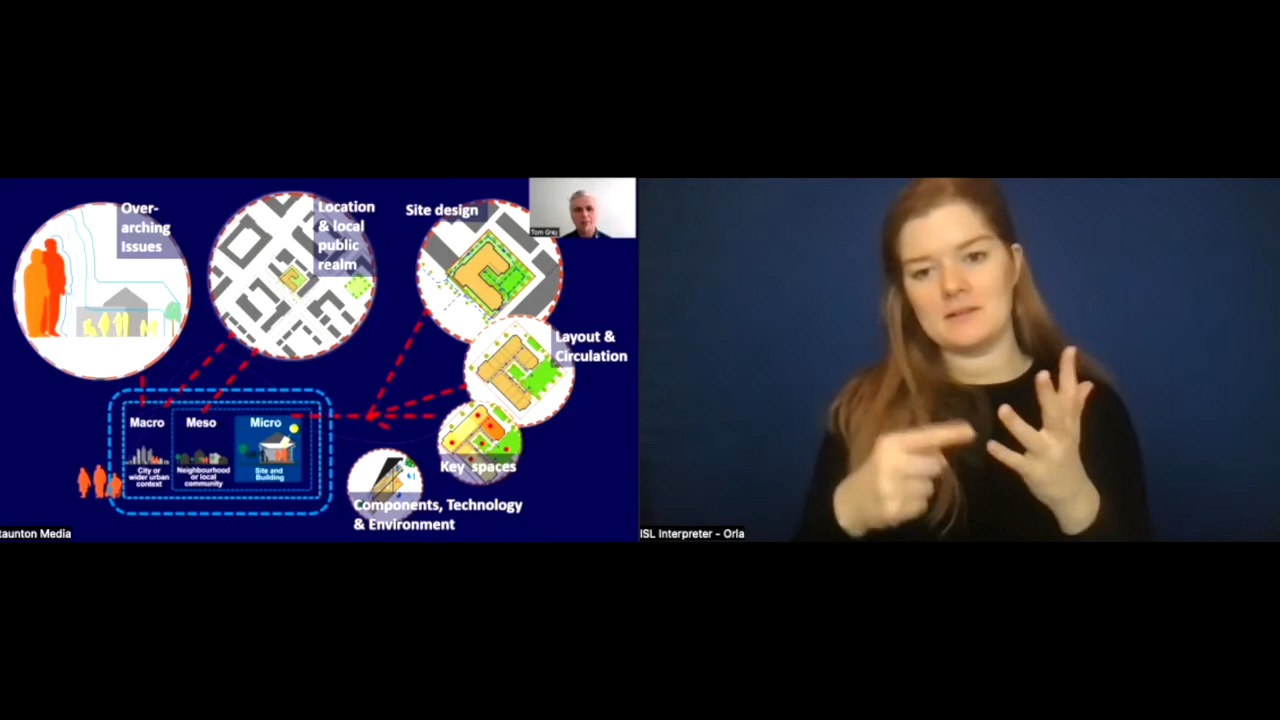 Over-
arching
Issues
Location
& local
public
realm
Site design
Tom Grey
Layout &
Circulation
Macro
Meso
Micro
City or
wider urban
context
Neighbourhood
or local
community
Site and
Building
Key spaces
Components, Technology
& Environment
taunton Media
ISL Interpreter - Orla